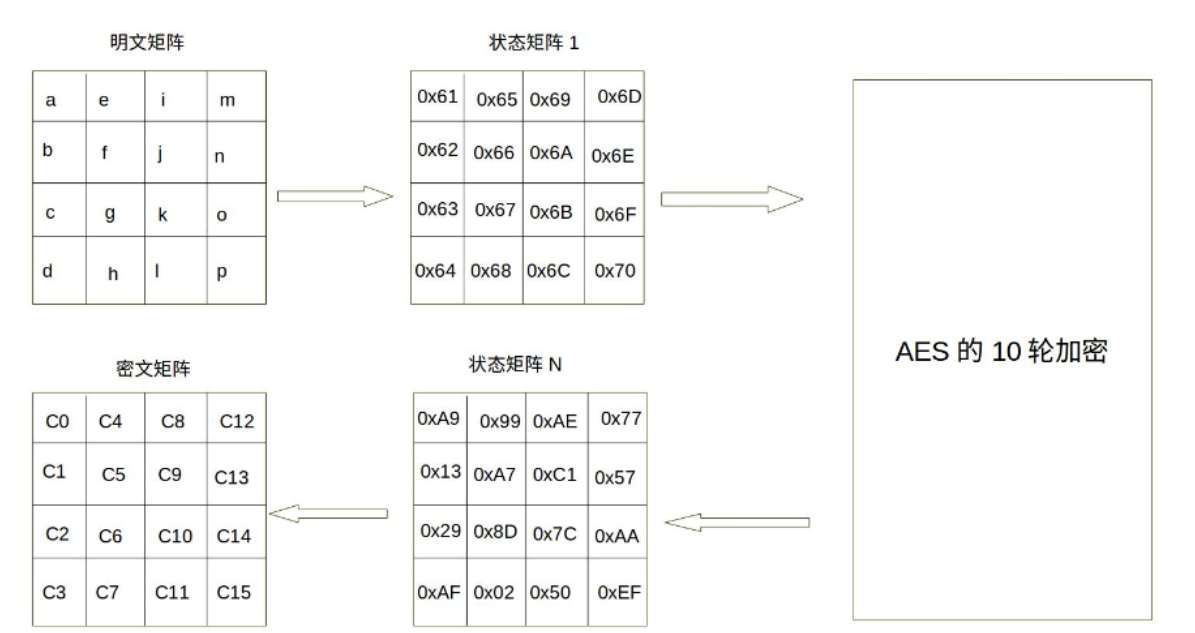 明文矩阵
a e i m
b f j n
c g k o
d h l p
状态矩阵 1
0x61 0x65 0x69 0x6D
0x62 0x66 0x6A 0x6E
0x63 0x67 0x6B 0x6F
0x64 0x68 0x6C 0x70
AES 的 10 轮加密
状态矩阵 N
0xA9 0x99 0xAE 0x77
0x13 0xA7 0xC1 0x57
0x29 0x8D 0x7C 0xAA
0xAF 0x02 0x50 0xEF
密文矩阵
C0 C4 C8 C12
C1 C5 C9 C13
C2 C6 C10 C14
C3 C7 C11 C15